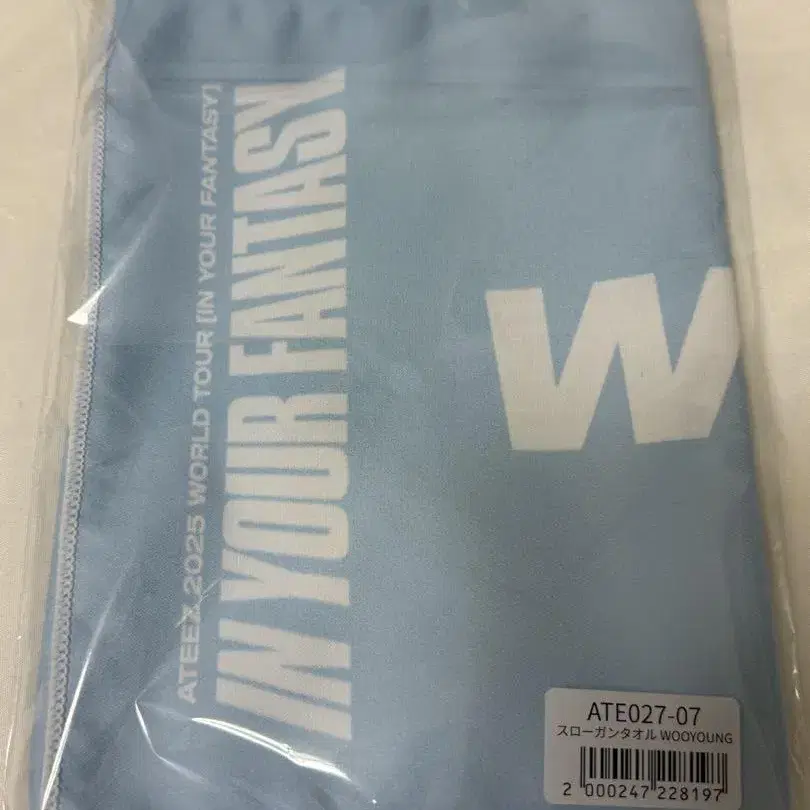 ATEEZ 2025 WORLD TOUR [IN YOUR FANTASY]
IN YOUR FANTASY
W
ATE027-07
スローガンタオル WOOYOUNG
2 000247 228197